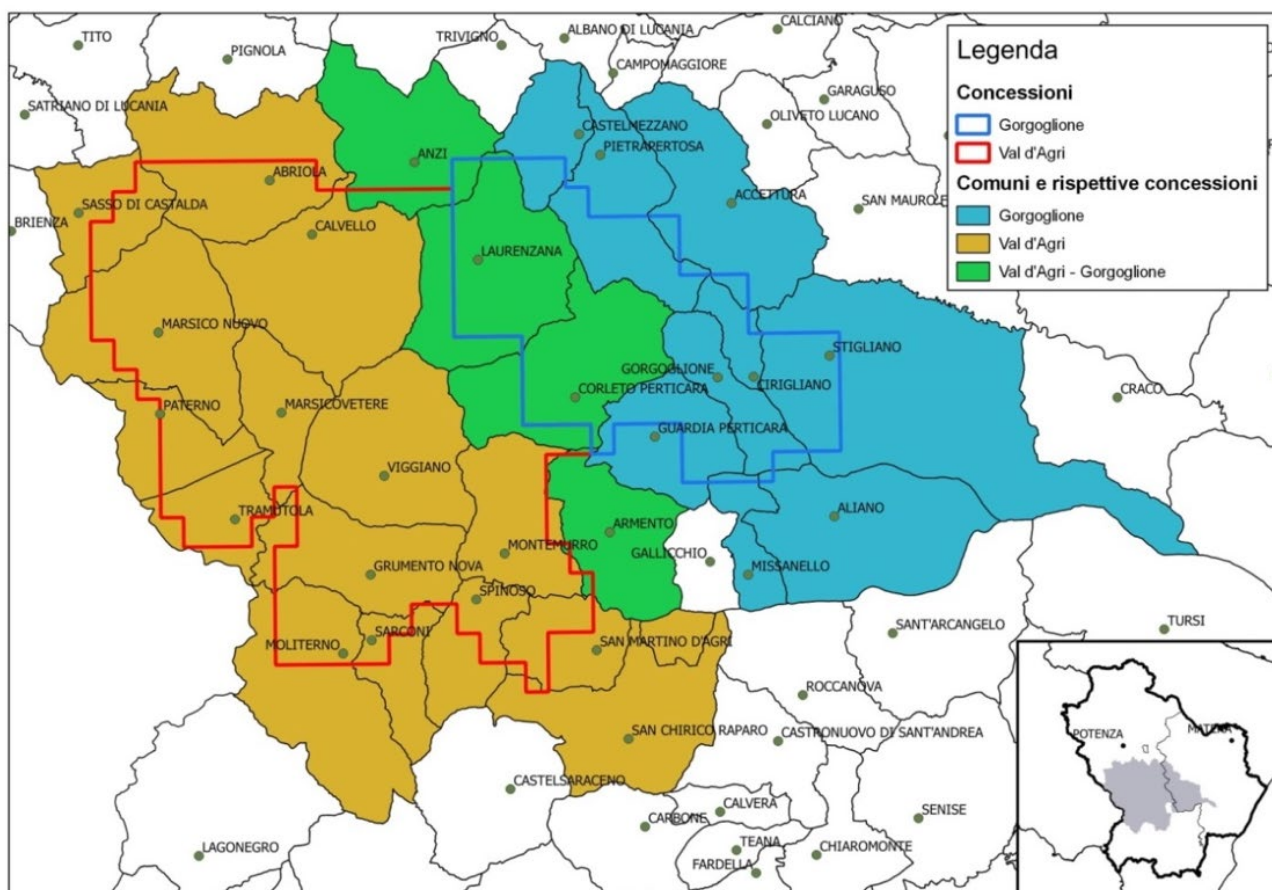 TITO
PIGNOLA
TRIVIGNO
ALBANO DI LUCANIA
CALCIANO
CAMPOMAGGIORE
SATRIANO DI LUCANIA
GARAGUSO
OLIVETO LUCANO
Legenda
Concessioni
Gorgoglione
Val d'Agri
Comuni e rispettive concessioni
Gorgoglione
Val d'Agri
Val d'Agri - Gorgoglione
CASTELMEZZANO
PIETRAPERTOSA
ANZI
ABRIOLA
ACCETTURA
SAN MAUROLE
SASSO DI CASTALDA
BRIENZA
CALVELLO
LAURENZANA
MARSICO NUOVO
STIGLIANO
GORGOGLIONE
CIRIGLIANO
CORLETO PERTICARA
CRACO
PATERNO
MARSICOVETERE
GUARDIA PERTICARA
VIGGIANO
TRAMUTOLA
ALIANO
ARMENTO
MONTEMURRO
GALLICCHIO
GRUMENTO NOVA
MISSANELLO
SPINOSO
SANT'ARCANGELO
TURSI
SARCONI
MOLITERNO
SAN MARTINO D'AGRI
ROCCANOVA
SAN CHIRICO RAPARO
CASTRONUOVO DI SANT'ANDREA
POTENZA
MATERA
CASTELSARACENO
CALVERA
CARBONE
SENISE
TEANA
CHIAROMONTE
LAGONEGRO
FARDELLA